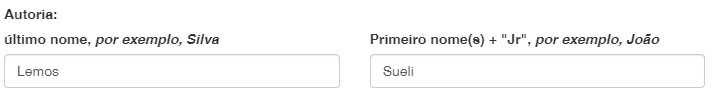 Autoria:
último nome, por exemplo, Silva
Primeiro nome(s) + "Jr", por exemplo, João
Lemos
Sueli